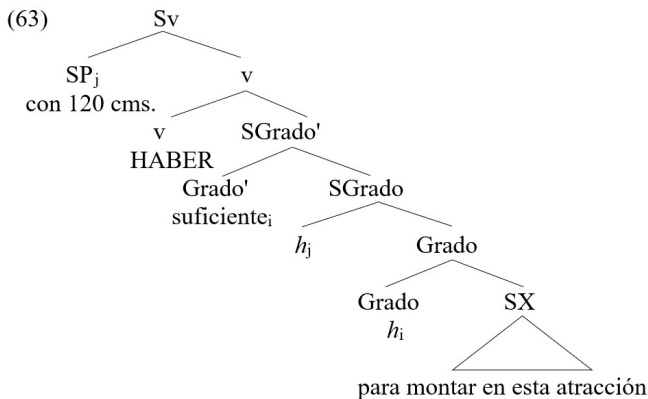 (63) Sv
SPj v
con 120 cms.
v SGrado'
HABER
Grado' SGrado
suficientei
hj Grado
Grado SX
hi
para montar en esta atracción